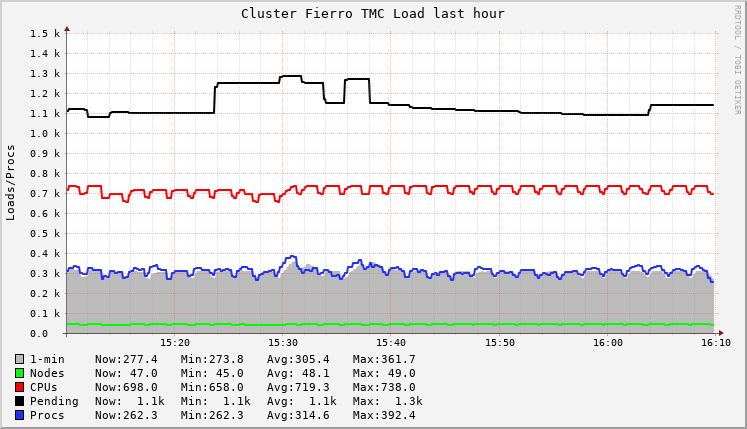 Cluster Fierro TMC Load last hour
RRDTOOL / TOBI OETIKER
Loads/Procs
1.5 k
1.4 k
1.3 k
1.2 k
1.1 k
1.0 k
0.9 k
0.8 k
0.7 k
0.6 k
0.5 k
0.4 k
0.3 k
0.2 k
0.1 k
0.0
15:20 15:30 15:40 15:50 16:00 16:10
1-min Now:277.4 Min:273.8 Avg:305.4 Max:361.7
Nodes Now: 47.0 Min: 45.0 Avg: 48.1 Max: 49.0
CPUs Now:698.0 Min:658.0 Avg:719.3 Max:738.0
Pending Now: 1.1k Min: 1.1k Avg: 1.1k Max: 1.3k
Procs Now:262.3 Min:262.3 Avg:314.6 Max:392.4